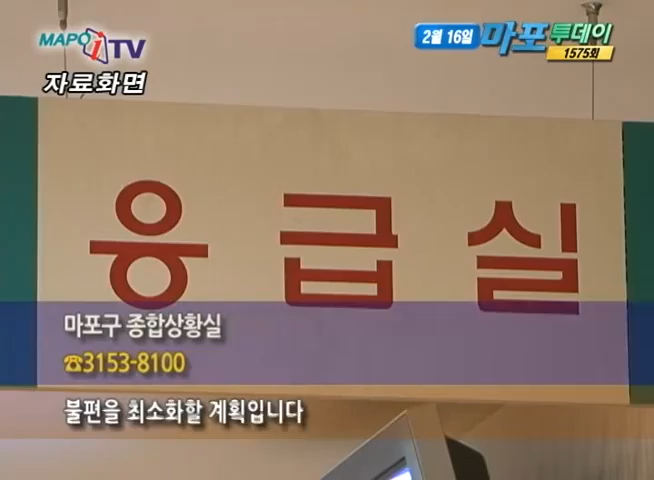 MAPO i TV
자료화면
2월 16일 마포 투데이
1575회
응급실
마포구 종합상황실
☎3153-8100
불편을 최소화할 계획입니다